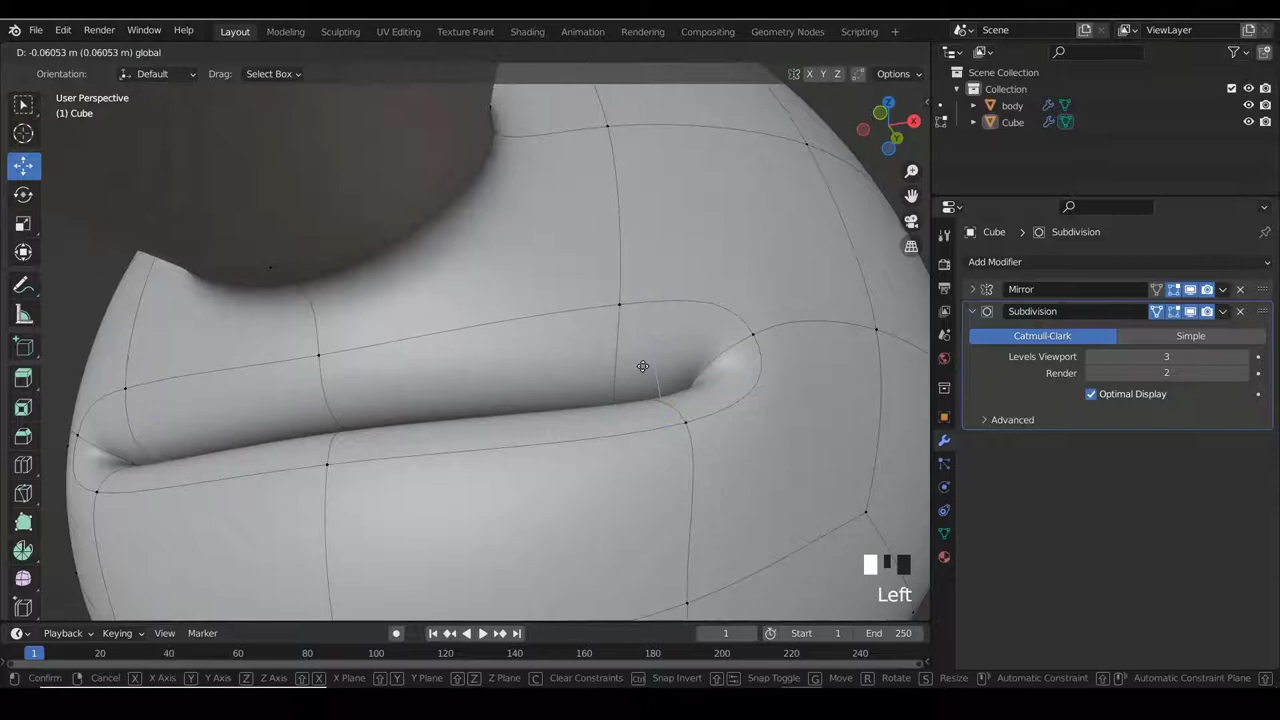 File Edit Render Window Help Layout Modeling Sculpting UV Editing Texture Paint Shading Animation Rendering Compositing Geometry Nodes Scripting + Scene ViewLayer
D: -0.06053 m (0.06053 m) global
Orientation: Default Drag: Select Box X Y Z Options
Scene Collection
Collection
body
Cube
User Perspective
(1) Cube
Z
X
Y
Cube > Subdivision
Add Modifier
Mirror
Subdivision
Catmull-Clark Simple
Levels Viewport 3
Render 2
Optimal Display
Advanced
Left
Playback Keying View Marker 1 Start 1 End 250
1 20 40 60 80 100 120 140 160 180 200 220 240
Confirm Cancel X X Axis Y Y Axis Z Z Axis X X Plane Y Y Plane Z Z Plane C Clear Constraints Ctrl Snap Invert Snap Toggle G Move R Rotate S Resize Automatic Constraint Automatic Constraint Plane